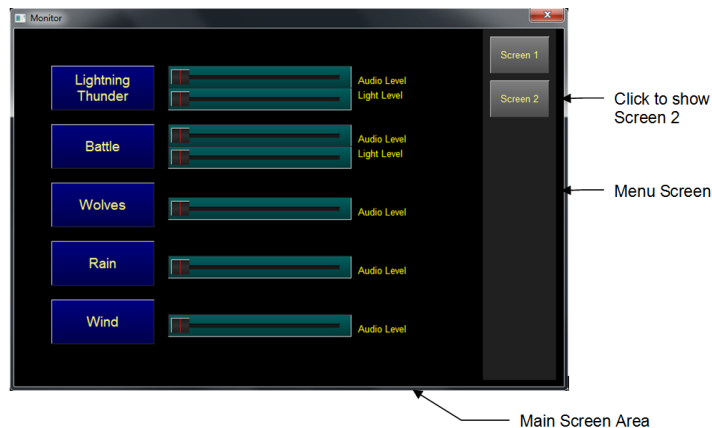 Monitor
Screen 1
Lightning
Thunder
Audio Level
Light Level
Screen 2
Click to show
Screen 2
Battle
Audio Level
Light Level
Menu Screen
Wolves
Audio Level
Rain
Audio Level
Wind
Audio Level
Main Screen Area